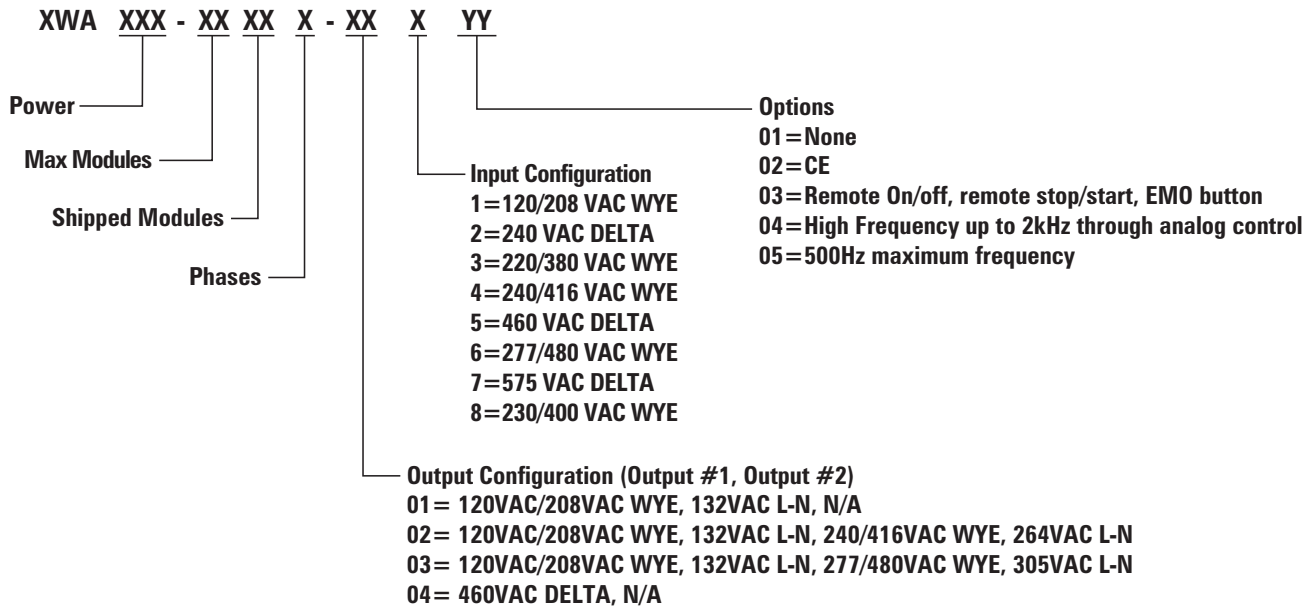 XWA XXX - XX XX X - XX X YY
Power
Max Modules
Shipped Modules
Phases
Options
01=None
02=CE
03=Remote On/off, remote stop/start, EMO button
04=High Frequency up to 2kHz through analog control
05=500Hz maximum frequency
Input Configuration
1=120/208 VAC WYE
2=240 VAC DELTA
3=220/380 VAC WYE
4=240/416 VAC WYE
5=460 VAC DELTA
6=277/480 VAC WYE
7=575 VAC DELTA
8=230/400 VAC WYE
Output Configuration (Output #1, Output #2)
01= 120VAC/208VAC WYE, 132VAC L-N, N/A
02= 120VAC/208VAC WYE, 132VAC L-N, 240/416VAC WYE, 264VAC L-N
03= 120VAC/208VAC WYE, 132VAC L-N, 277/480VAC WYE, 305VAC L-N
04= 460VAC DELTA, N/A